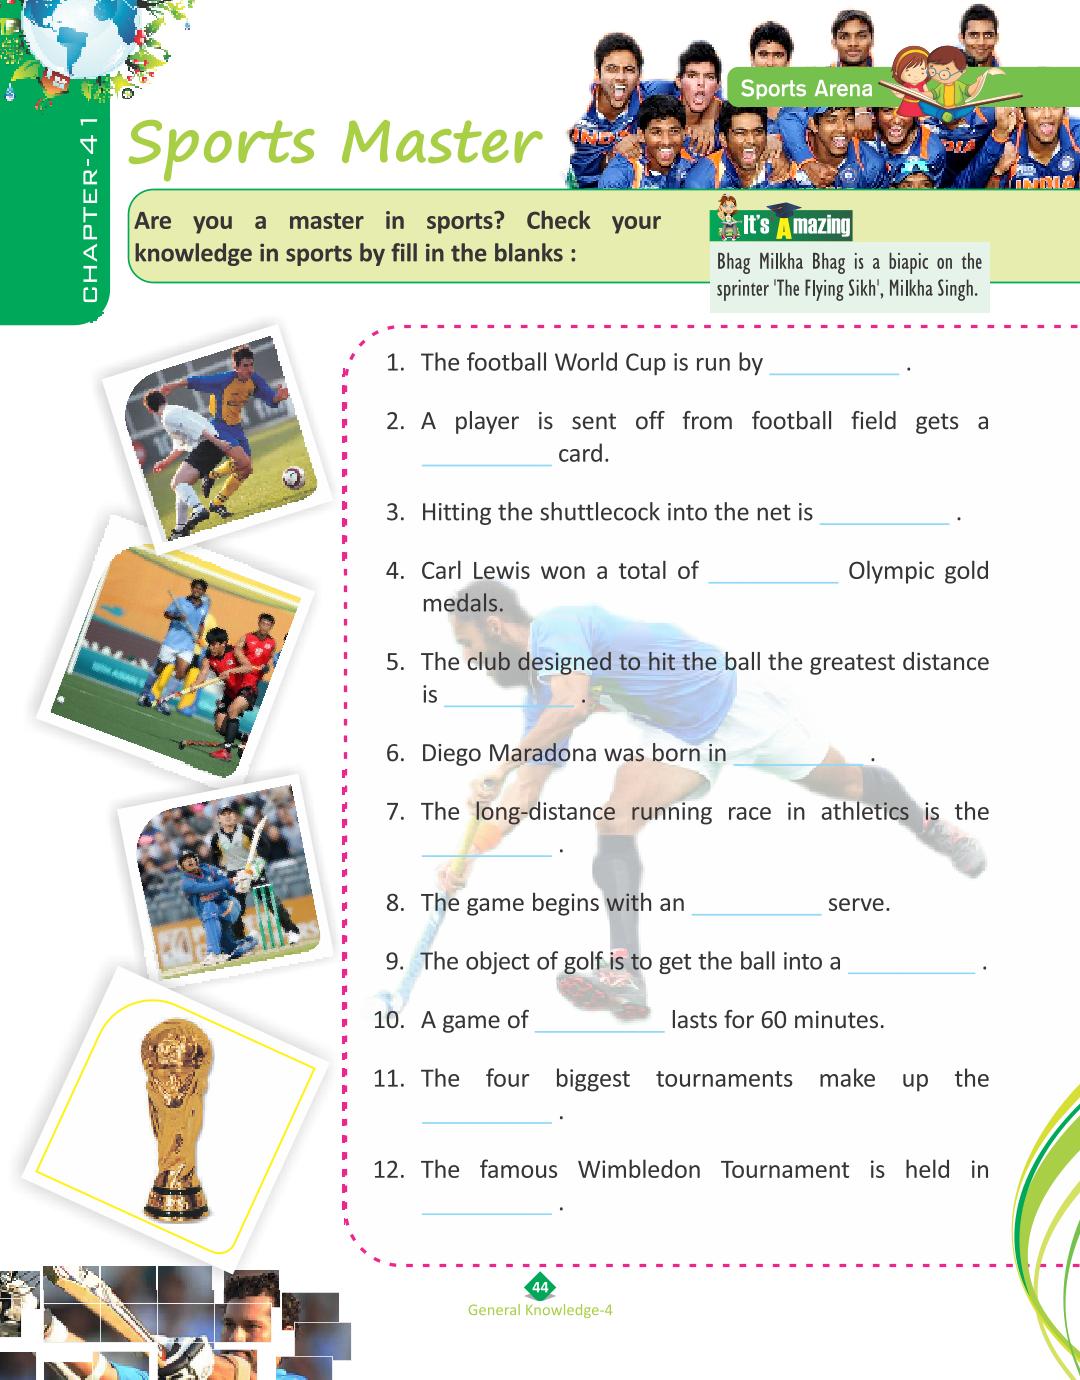 CHAPTER-41
Sports Arena
Sports Master
INDIA
INDIA
INDIA
Are you a master in sports? Check your
knowledge in sports by fill in the blanks :
It's Amazing
Bhag Milkha Bhag is a biapic on the
sprinter 'The Flying Sikh', Milkha Singh.
1. The football World Cup is run by __________ .
2. A player is sent off from football field gets a
__________ card.
3. Hitting the shuttlecock into the net is __________ .
4. Carl Lewis won a total of __________ Olympic gold
medals.
5. The club designed to hit the ball the greatest distance
is __________ .
6. Diego Maradona was born in __________ .
7. The long-distance running race in athletics is the
__________ .
8. The game begins with an __________ serve.
9. The object of golf is to get the ball into a __________ .
10. A game of __________ lasts for 60 minutes.
11. The four biggest tournaments make up the
__________ .
12. The famous Wimbledon Tournament is held in
__________ .
44
General Knowledge-4